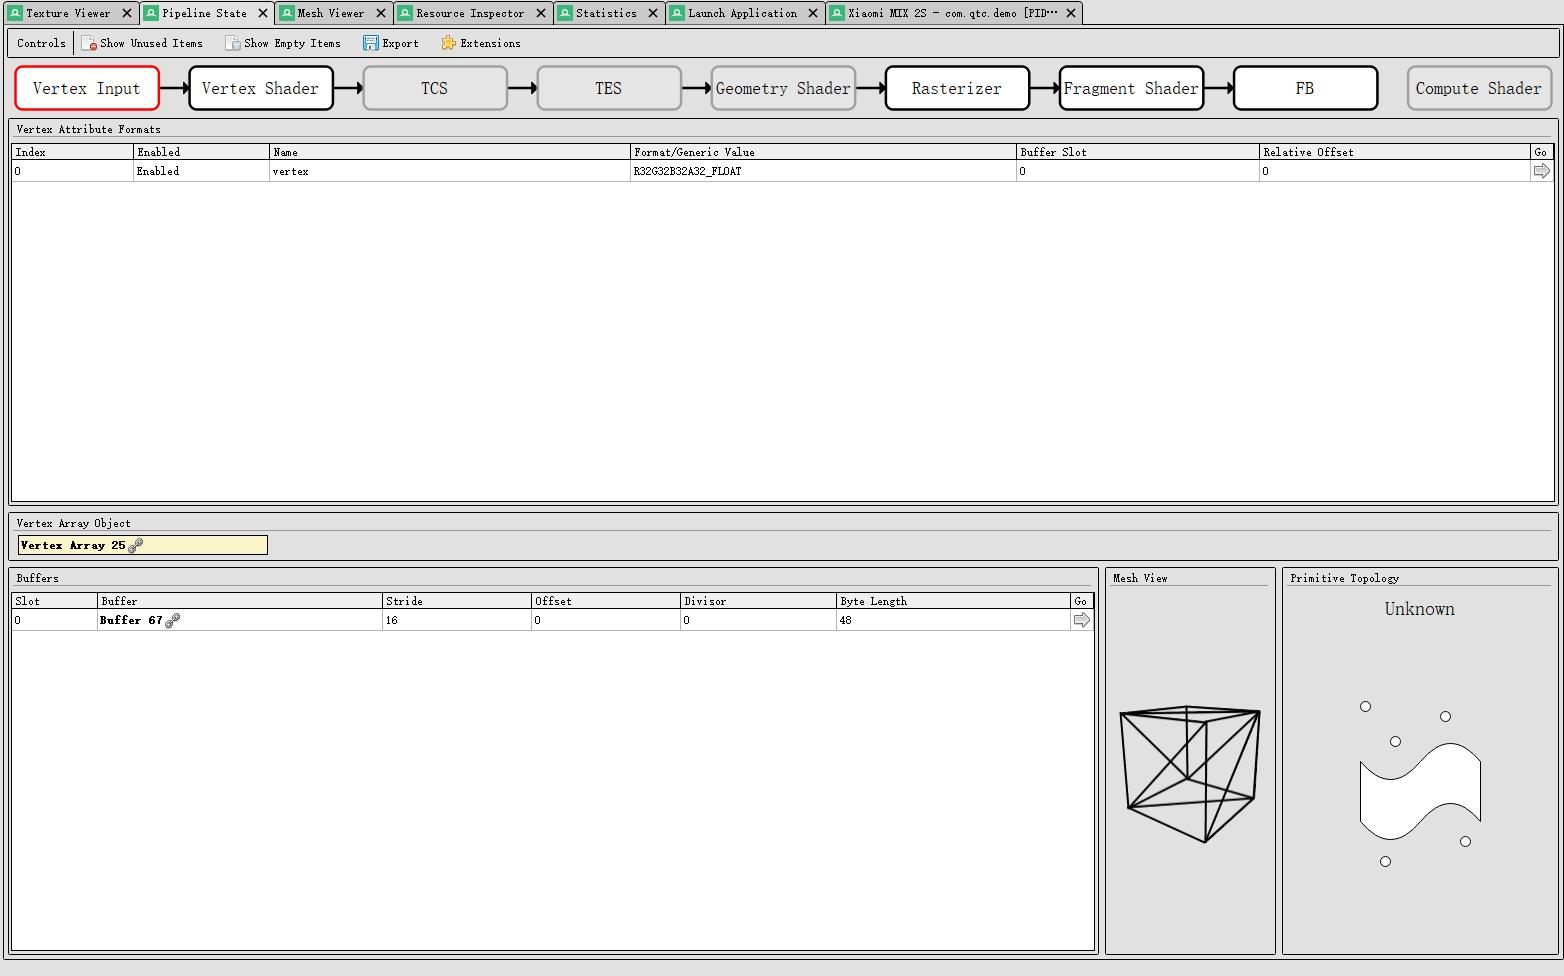 Texture Viewer Pipeline State Mesh Viewer Resource Inspector Statistics Launch Application Xiaomi MIX 2S - com.qtc.demo [PID···
Controls Show Unused Items Show Empty Items Export Extensions
Vertex Input Vertex Shader TCS TES Geometry Shader Rasterizer Fragment Shader FB Compute Shader
Vertex Attribute Formats
Index Enabled Name Format/Generic Value Buffer Slot Relative Offset Go
0 Enabled vertex R32G32B32A32_FLOAT 0 0
Vertex Array Object
Vertex Array 25
Buffers
Slot Buffer Stride Offset Divisor Byte Length Go
0 Buffer 67 16 0 0 48
Mesh View
Primitive Topology
Unknown